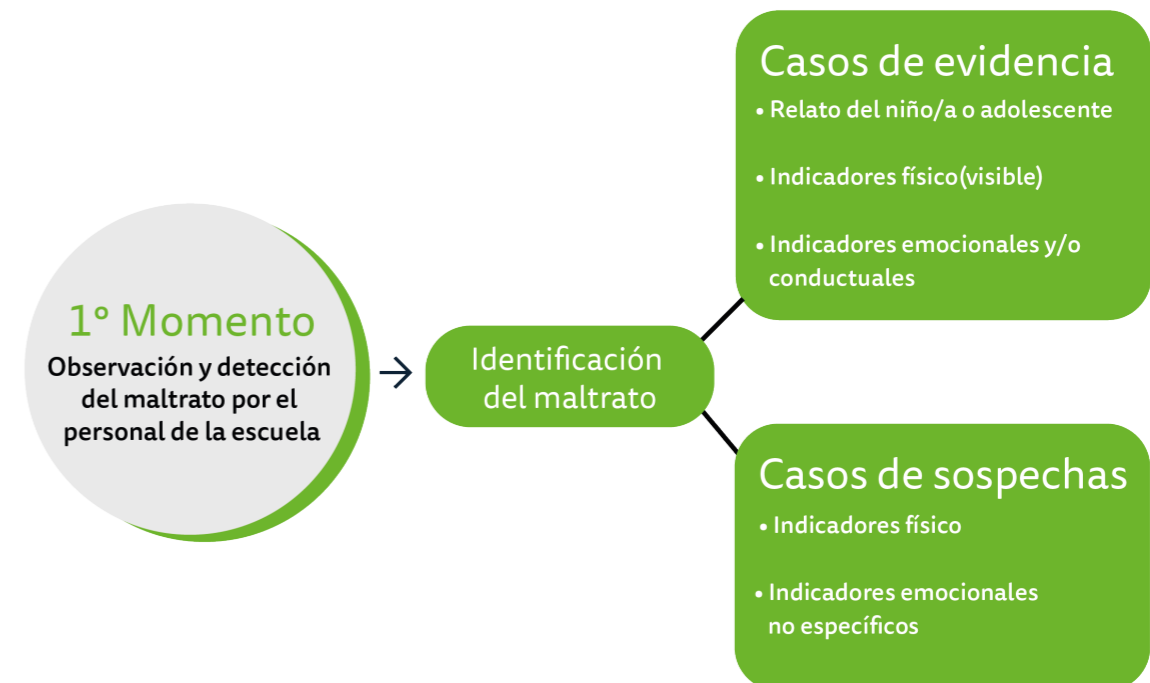 1° Momento
Observación y detección
del maltrato por el
personal de la escuela
→
Identificación
del maltrato
Casos de evidencia
• Relato del niño/a o adolescente
• Indicadores físico(visible)
• Indicadores emocionales y/o
conductuales
Casos de sospechas
• Indicadores físico
• Indicadores emocionales
no específicos